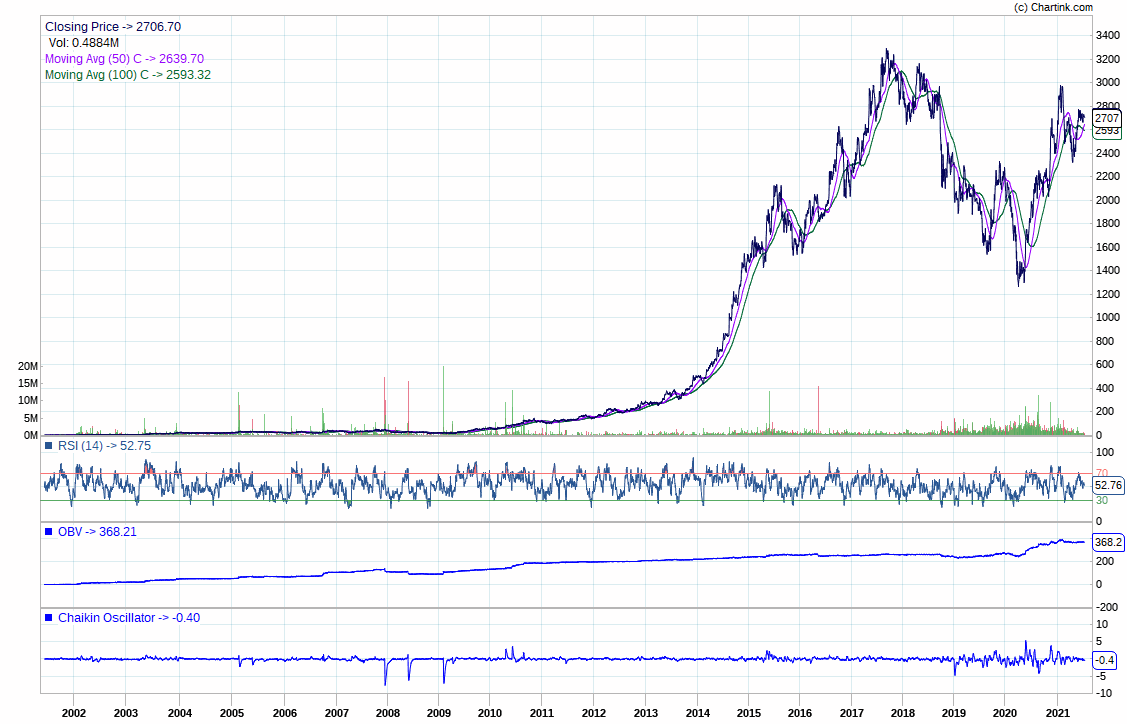 (c) Chartink.com
Closing Price -> 2706.70
Vol: 0.4884M
Moving Avg (50) C -> 2639.70
Moving Avg (100) C -> 2593.32
3400
3200
3000
2800
2707
2593
2400
2200
2000
1800
1600
1400
1200
1000
800
600
400
200
0
20M
15M
10M
5M
0M
RSI (14) -> 52.75
100
70
52.76
30
0
OBV -> 368.21
368.2
200
0
-200
Chaikin Oscillator -> -0.40
10
5
-0.4
-5
-10
2002 2003 2004 2005 2006 2007 2008 2009 2010 2011 2012 2013 2014 2015 2016 2017 2018 2019 2020 2021